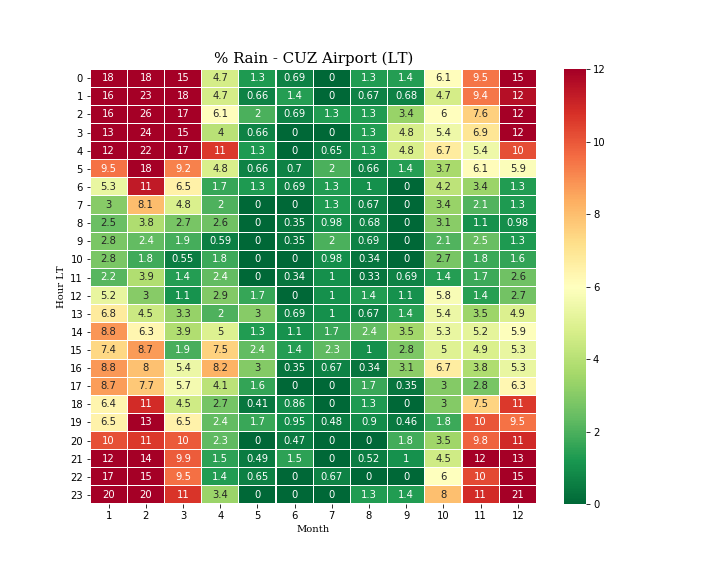 % Rain - CUZ Airport (LT)
0 18 18 15 4.7 1.3 0.69 0 1.3 1.4 6.1 9.5 15
1 16 23 18 4.7 0.66 1.4 0 0.67 0.68 4.7 9.4 12
2 16 26 17 6.1 2 0.69 1.3 1.3 3.4 6 7.6 12
3 13 24 15 4 0.66 0 0 1.3 4.8 5.4 6.9 12
4 12 22 17 11 1.3 0 0.65 1.3 4.8 6.7 5.4 10
5 9.5 18 9.2 4.8 0.66 0.7 2 0.66 1.4 3.7 6.1 5.9
6 5.3 11 6.5 1.7 1.3 0.69 1.3 1 0 4.2 3.4 1.3
7 3 8.1 4.8 2 0 0 1.3 0.67 0 3.4 2.1 1.3
8 2.5 3.8 2.7 2.6 0 0.35 0.98 0.68 0 3.1 1.1 0.98
9 2.8 2.4 1.9 0.59 0 0.35 2 0.69 0 2.1 2.5 1.3
10 2.8 1.8 0.55 1.8 0 0 0.98 0.34 0 2.7 1.8 1.6
11 2.2 3.9 1.4 2.4 0 0.34 1 0.33 0.69 1.4 1.7 2.6
12 5.2 3 1.1 2.9 1.7 0 1 1.4 1.1 5.8 1.4 2.7
13 6.8 4.5 3.3 2 3 0.69 1 0.67 1.4 5.4 3.5 4.9
14 8.8 6.3 3.9 5 1.3 1.1 1.7 2.4 3.5 5.3 5.2 5.9
15 7.4 8.7 1.9 7.5 2.4 1.4 2.3 1 2.8 5 4.9 5.3
16 8.8 8 5.4 8.2 3 0.35 0.67 0.34 3.1 6.7 3.8 5.3
17 8.7 7.7 5.7 4.1 1.6 0 0 1.7 0.35 3 2.8 6.3
18 6.4 11 4.5 2.7 0.41 0.86 0 1.3 0 3 7.5 11
19 6.5 13 6.5 2.4 1.7 0.95 0.48 0.9 0.46 1.8 10 9.5
20 10 11 10 2.3 0 0.47 0 0 1.8 3.5 9.8 11
21 12 14 9.9 1.5 0.49 1.5 0 0.52 1 4.5 12 13
22 17 15 9.5 1.4 0.65 0 0.67 0 0 6 10 15
23 20 20 11 3.4 0 0 0 1.3 1.4 8 11 21
1 2 3 4 5 6 7 8 9 10 11 12
Month
Hour LT
12
10
8
6
4
2
0